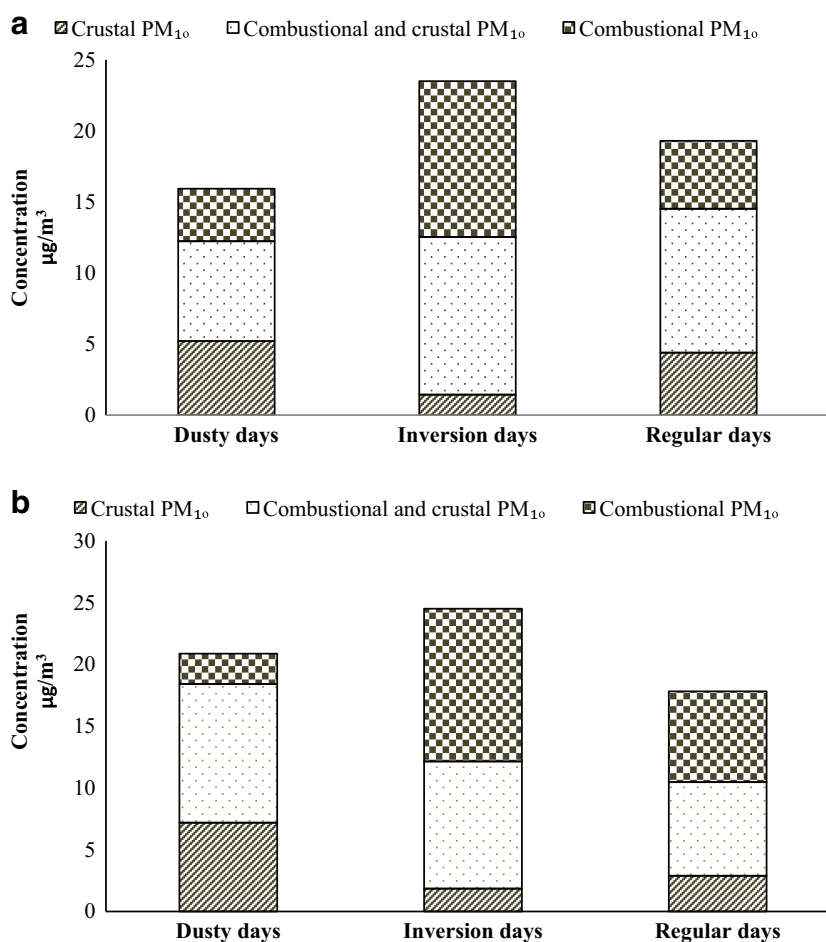 a
Crustal PM₁₀ Combustional and crustal PM₁₀ Combustional PM₁₀
25
20
15
10
5
0
Concentration
µg/m³
Dusty days Inversion days Regular days
b
Crustal PM₁₀ Combustional and crustal PM₁₀ Combustional PM₁₀
30
25
20
15
10
5
0
Concentration
µg/m³
Dusty days Inversion days Regular days